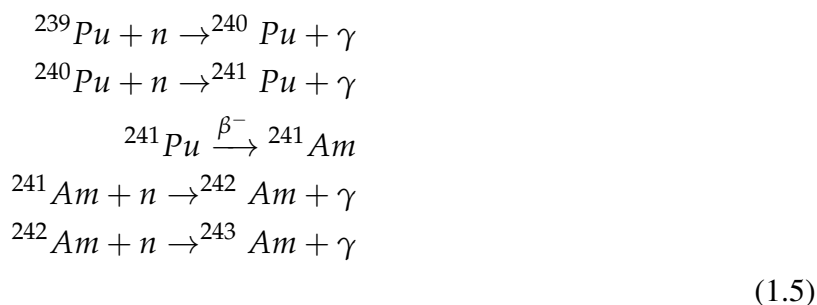 ²³⁹Pu + n →²⁴⁰ Pu + γ
²⁴⁰Pu + n →²⁴¹ Pu + γ
²⁴¹Pu —β⁻→ ²⁴¹Am
²⁴¹Am + n →²⁴² Am + γ
²⁴²Am + n →²⁴³ Am + γ
(1.5)